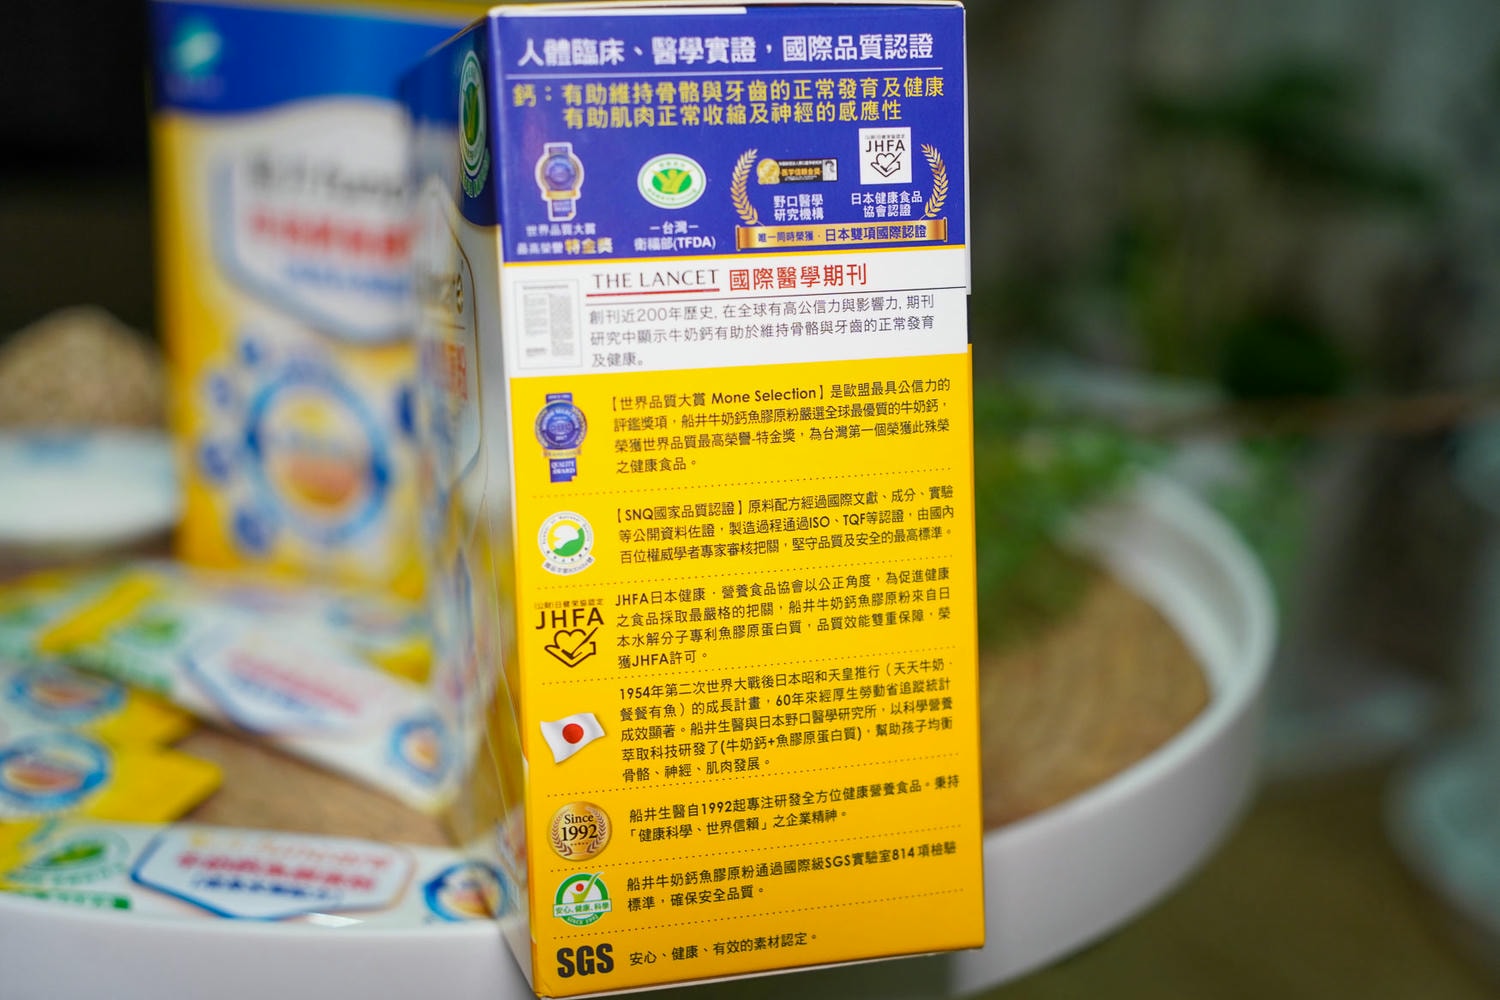 人體臨床、醫學實證，國際品質認證
鈣：有助維持骨骼與牙齒的正常發育及健康
有助肌肉正常收縮及神經的感應性
世界品質大賞
最高榮譽 特金獎
－台灣－
衛福部(TFDA)
野口醫學
研究機構
JHFA
日本健康食品
協會認證
唯一同時榮獲．日本雙項國際認證
THE LANCET 國際醫學期刊
創刊近200年歷史, 在全球有高公信力與影響力, 期刊
研究中顯示牛奶鈣有助於維持骨骼與牙齒的正常發育
及健康。
【世界品質大賞 Mone Selection】是歐盟最具公信力的
評鑑獎項，船井牛奶鈣魚膠原粉嚴選全球最優質的牛奶鈣，
榮獲世界品質最高榮譽-特金獎，為台灣第一個榮獲此殊榮
之健康食品。
QUALITY
AWARD
【SNQ國家品質認證】原料配方經過國際文獻、成分、實驗
等公開資料佐證，製造過程通過ISO、TQF等認證，由國內
百位權威學者專家審核把關，堅守品質及安全的最高標準。
JHFA
JHFA日本健康．營養食品協會以公正角度，為促進健康
之食品採取最嚴格的把關，船井牛奶鈣魚膠原粉來自日
本水解分子專利魚膠原蛋白質，品質效能雙重保障，榮
獲JHFA許可。
1954年第二次世界大戰後日本昭和天皇推行（天天牛奶．
餐餐有魚）的成長計畫，60年來經厚生勞動省追蹤統計
成效顯著。船井生醫與日本野口醫學研究所，以科學營養
萃取科技研發了(牛奶鈣+魚膠原蛋白質)，幫助孩子均衡
骨骼、神經、肌肉發展。
Since
1992
船井生醫自1992起專注研發全方位健康營養食品。秉持
「健康科學、世界信賴」之企業精神。
安心.健康.科學
SINCE 1992
船井牛奶鈣魚膠原粉通過國際級SGS實驗室814項檢驗
標準，確保安全品質。
SGS
安心、健康、有效的素材認定。